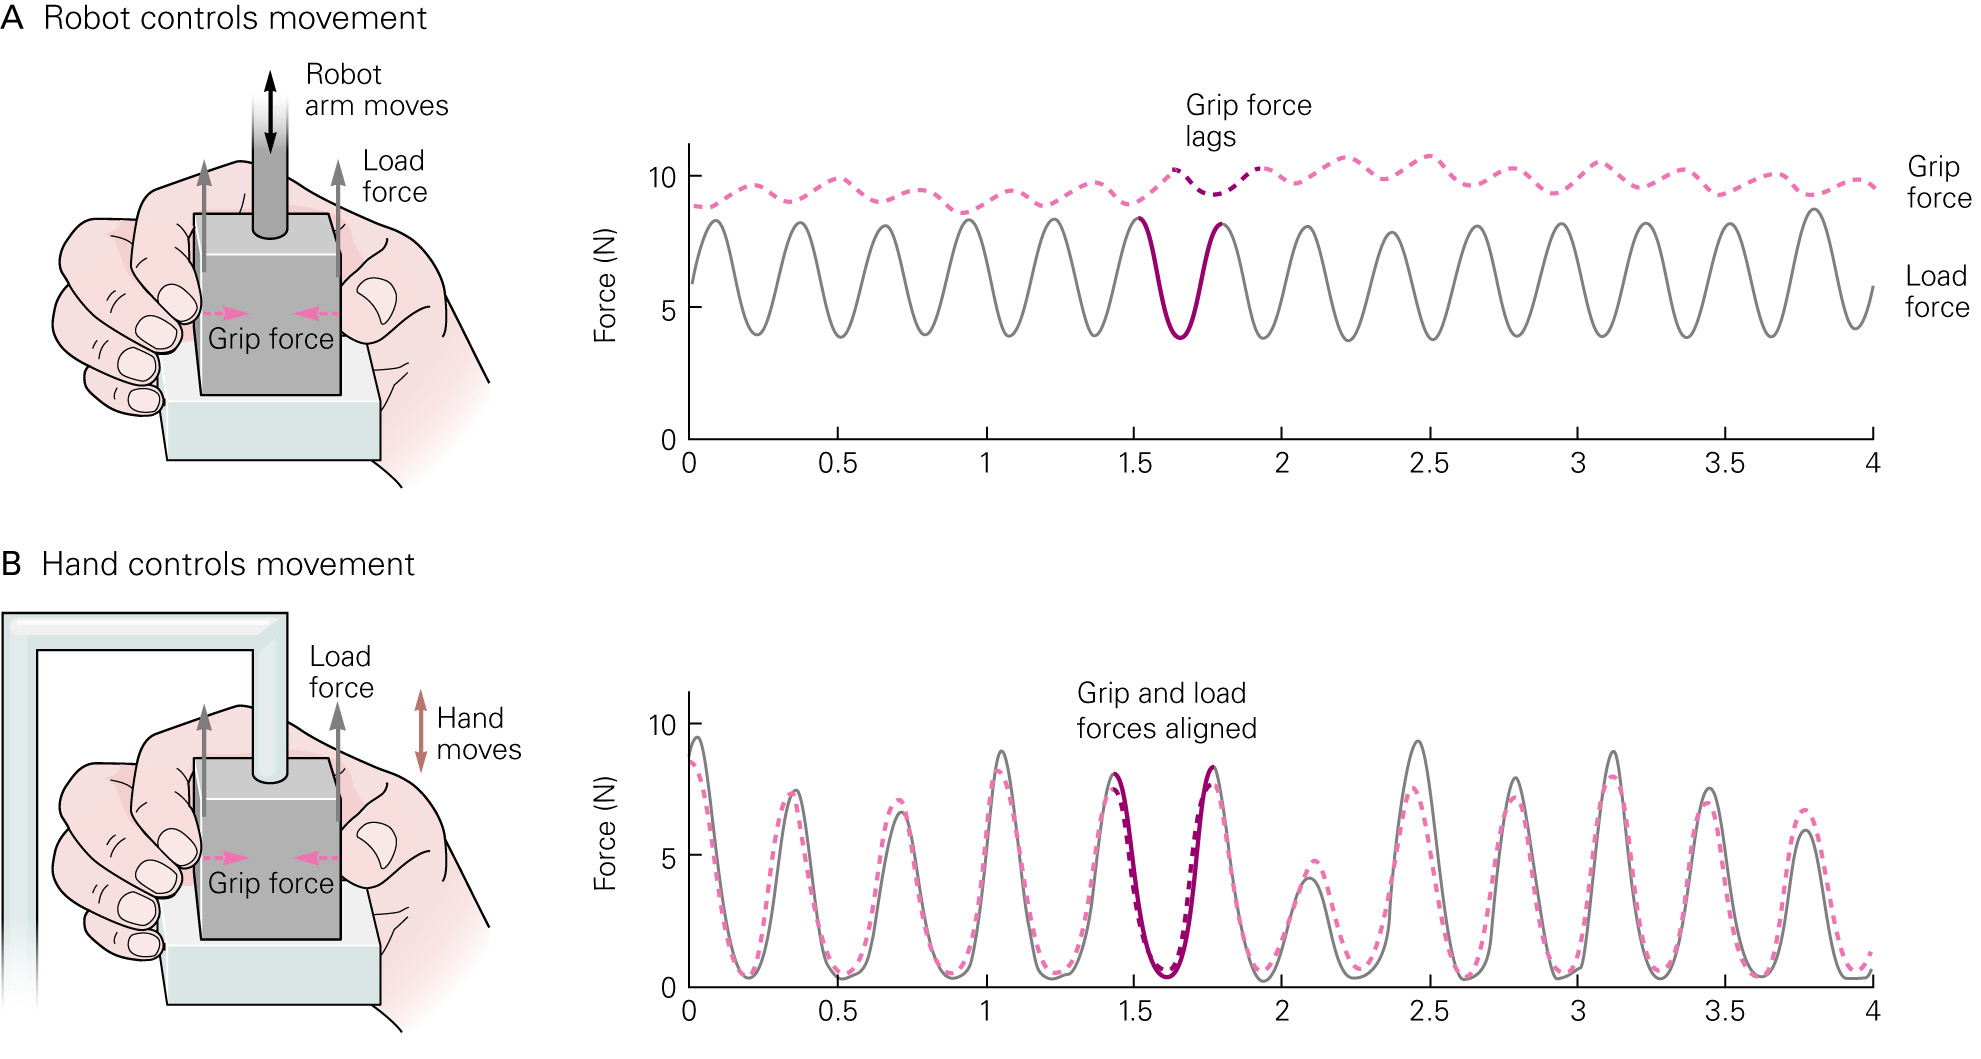 A Robot controls movement
Robot
arm moves
Load
force
Grip force
Grip force
lags
Grip
force
Load
force
Force (N)
10
5
0
0 0.5 1 1.5 2 2.5 3 3.5 4
B Hand controls movement
Load
force
Hand
moves
Grip force
Grip and load
forces aligned
Force (N)
10
5
0
0 0.5 1 1.5 2 2.5 3 3.5 4